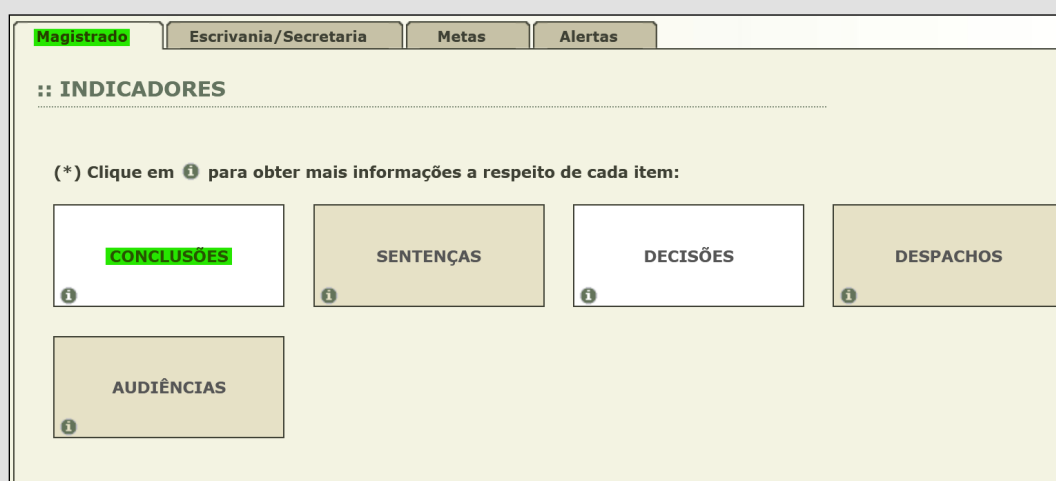 Magistrado Escrivania/Secretaria Metas Alertas
:: INDICADORES
(*) Clique em i para obter mais informações a respeito de cada item:
CONCLUSÕES SENTENÇAS DECISÕES DESPACHOS
i i i i
AUDIÊNCIAS
i